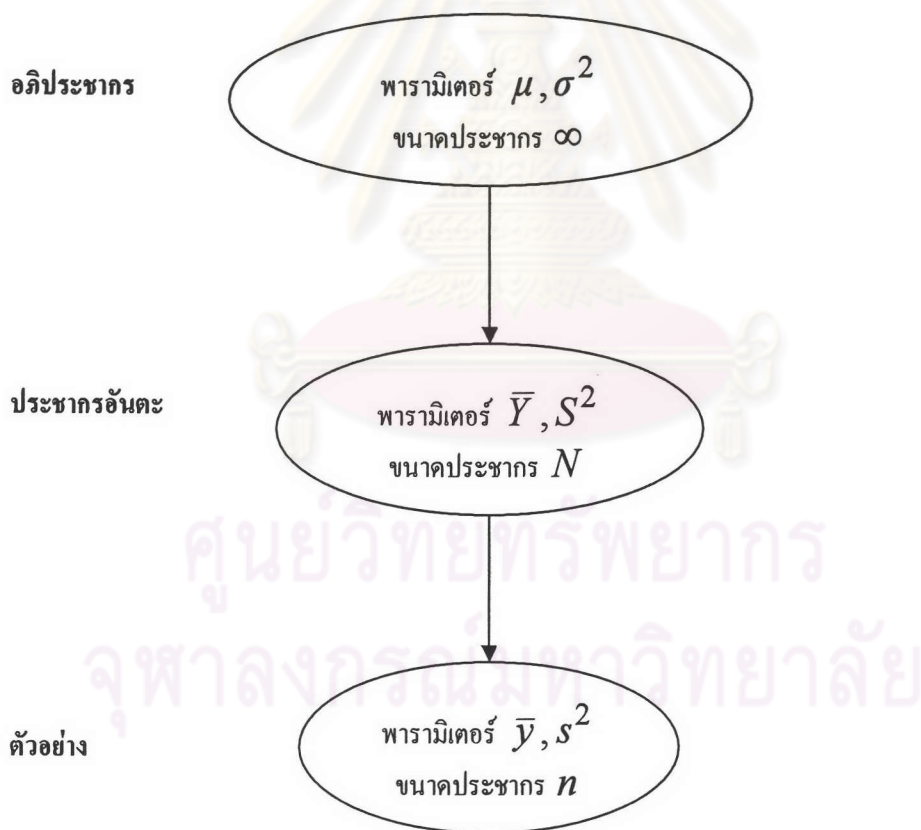 อภิประชากร
พารามิเตอร์ μ, σ²
ขนาดประชากร ∞
ประชากรอันตะ
พารามิเตอร์ Y̅, S²
ขนาดประชากร N
ศูนย์วิทยทรัพยากร
จุฬาลงกรณ์มหาวิทยาลัย
ตัวอย่าง
พารามิเตอร์ y̅, s²
ขนาดประชากร n